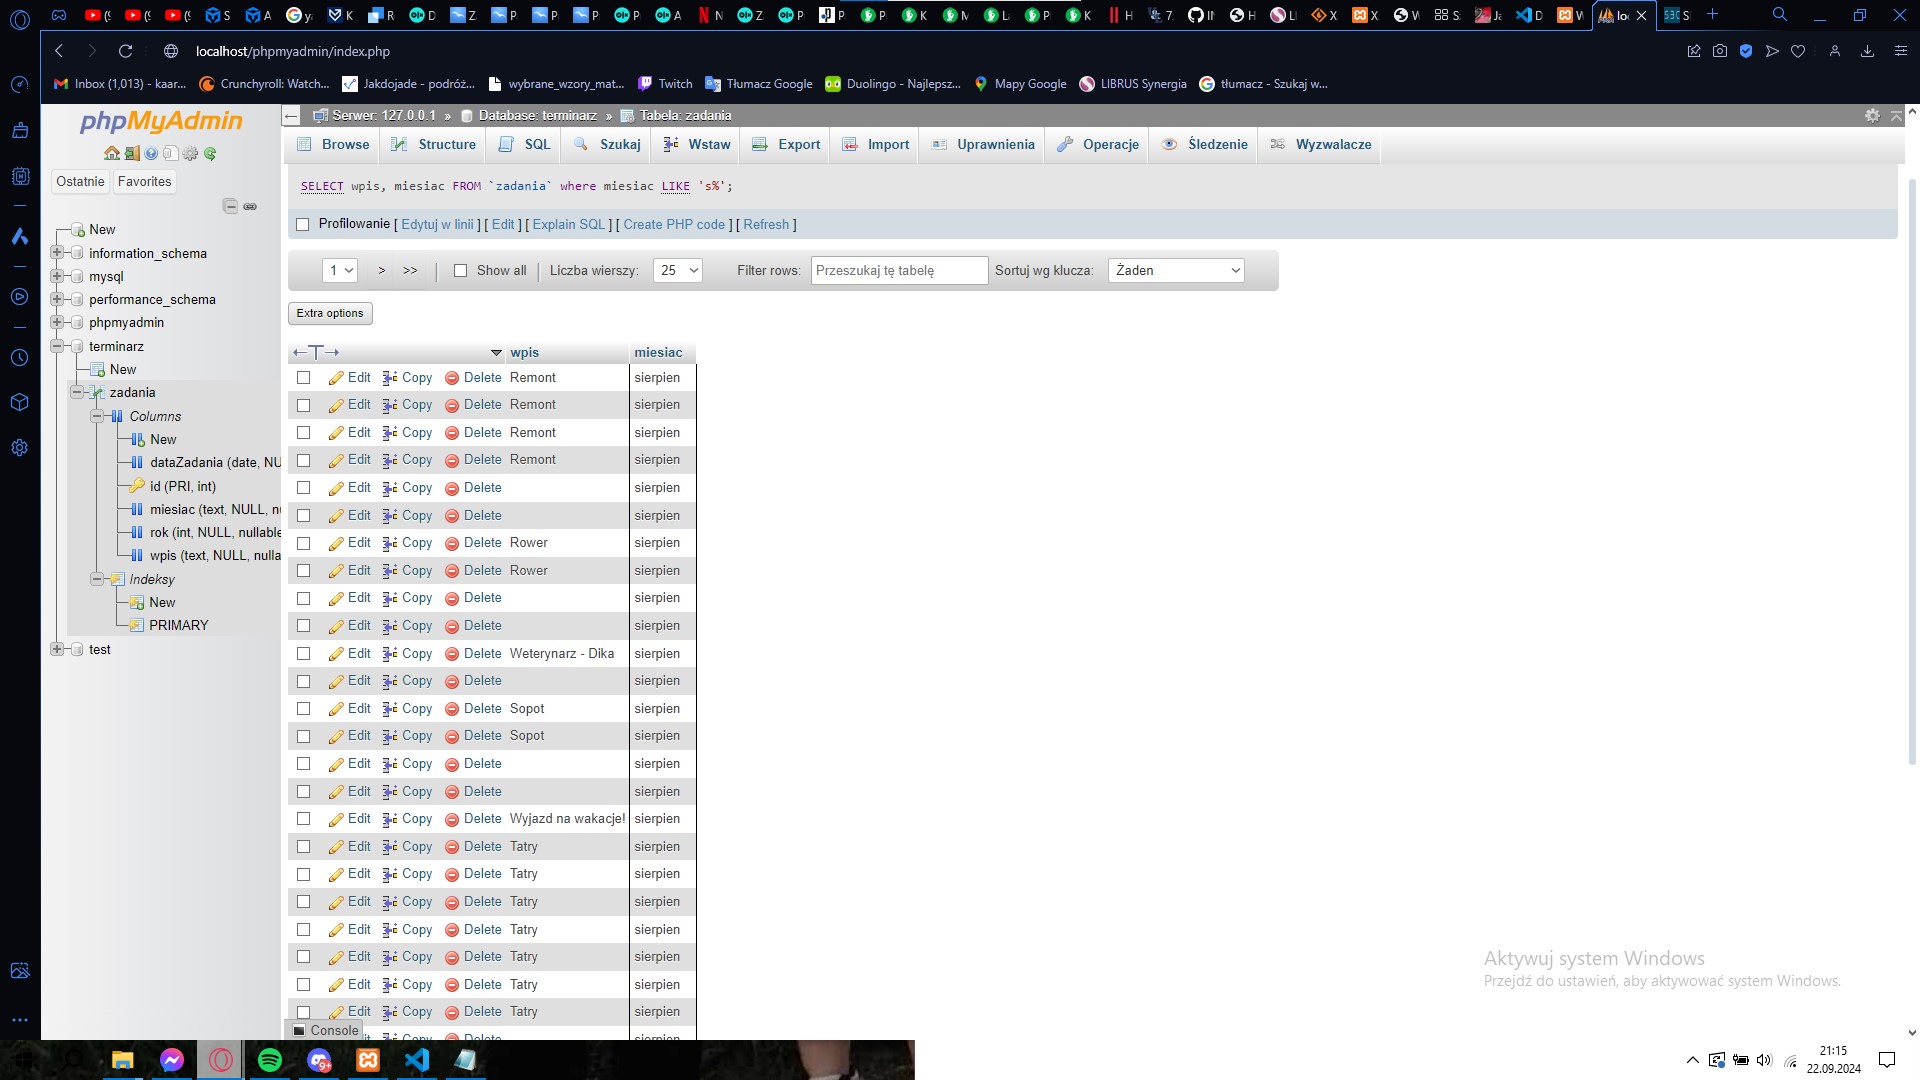 localhost/phpmyadmin/index.php
Inbox (1,013) - kaar...
Crunchyroll: Watch...
Jakdojade - podróż...
wybrane_wzory_mat...
Twitch
Tłumacz Google
Duolingo - Najlepsz...
Mapy Google
LIBRUS Synergia
tłumacz - Szukaj w...
phpMyAdmin
Ostatnie
Favorites
New
information_schema
mysql
performance_schema
phpmyadmin
terminarz
New
zadania
Columns
New
dataZadania (date, NU
id (PRI, int)
miesiac (text, NULL, nu
rok (int, NULL, nullable
wpis (text, NULL, nulla
Indeksy
New
PRIMARY
test
Serwer: 127.0.0.1 » Database: terminarz » Tabela: zadania
Browse Structure SQL Szukaj Wstaw Export Import Uprawnienia Operacje Śledzenie Wyzwalacze
SELECT wpis, miesiac FROM `zadania` where miesiac LIKE 's%';
Profilowanie [ Edytuj w linii ] [ Edit ] [ Explain SQL ] [ Create PHP code ] [ Refresh ]
1 > >> Show all Liczba wierszy: 25 Filter rows: Przeszukaj tę tabelę Sortuj wg klucza: Żaden
Extra options
wpis miesiac
Edit Copy Delete Remont sierpien
Edit Copy Delete Remont sierpien
Edit Copy Delete Remont sierpien
Edit Copy Delete Remont sierpien
Edit Copy Delete sierpien
Edit Copy Delete sierpien
Edit Copy Delete Rower sierpien
Edit Copy Delete Rower sierpien
Edit Copy Delete sierpien
Edit Copy Delete sierpien
Edit Copy Delete Weterynarz - Dika sierpien
Edit Copy Delete sierpien
Edit Copy Delete Sopot sierpien
Edit Copy Delete Sopot sierpien
Edit Copy Delete sierpien
Edit Copy Delete sierpien
Edit Copy Delete Wyjazd na wakacje! sierpien
Edit Copy Delete Tatry sierpien
Edit Copy Delete Tatry sierpien
Edit Copy Delete Tatry sierpien
Edit Copy Delete Tatry sierpien
Edit Copy Delete Tatry sierpien
Edit Copy Delete Tatry sierpien
Edit Copy Delete Tatry sierpien
Console
Aktywuj system Windows
Przejdź do ustawień, aby aktywować system Windows.
21:15
22.09.2024